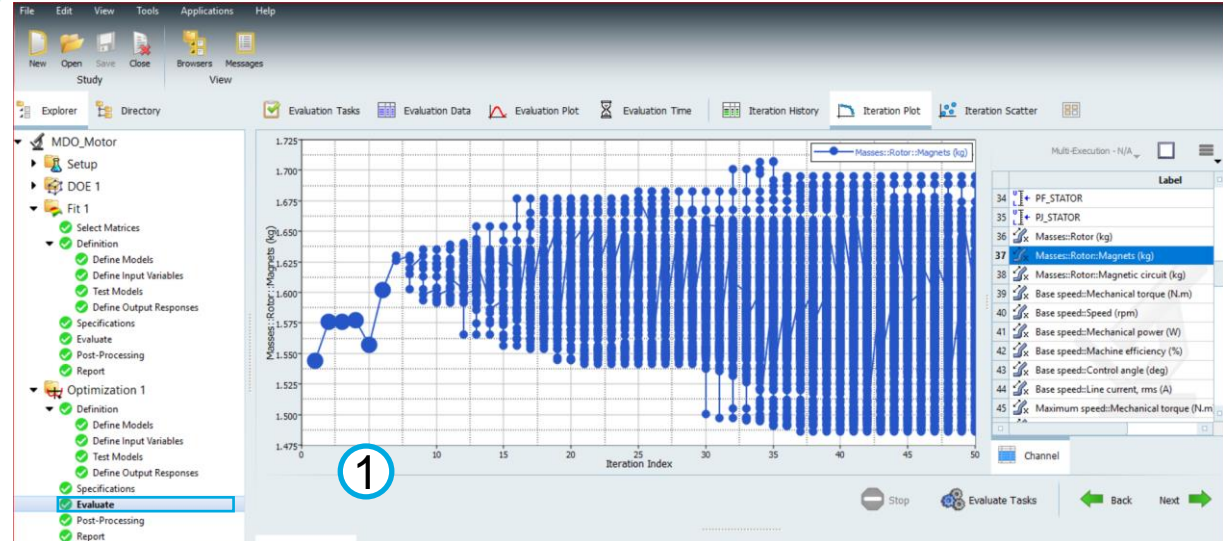 File Edit View Tools Applications Help
New Open Save Close Browsers Messages
Study View
Explorer Directory
Evaluation Tasks Evaluation Data Evaluation Plot Evaluation Time Iteration History Iteration Plot Iteration Scatter
MDO_Motor
Setup
DOE 1
Fit 1
Select Matrices
Definition
Define Models
Define Input Variables
Test Models
Define Output Responses
Specifications
Evaluate
Post-Processing
Report
Optimization 1
Definition
Define Models
Define Input Variables
Test Models
Define Output Responses
Specifications
Evaluate
Post-Processing
Report
Masses::Rotor::Magnets (kg)
1.725
1.700
1.675
1.650
1.625
1.600
1.575
1.550
1.525
1.500
1.475
Masses::Rotor::Magnets (kg)
0 5 10 15 20 25 30 35 40 45 50
Iteration Index
1
Multi-Execution - N/A
Label
34 PF_STATOR
35 PJ_STATOR
36 Masses::Rotor (kg)
37 Masses::Rotor::Magnets (kg)
38 Masses::Rotor::Magnetic circuit (kg)
39 Base speed::Mechanical torque (N.m)
40 Base speed::Speed (rpm)
41 Base speed::Mechanical power (W)
42 Base speed::Machine efficiency (%)
43 Base speed::Control angle (deg)
44 Base speed::Line current, rms (A)
45 Maximum speed::Mechanical torque (N.m
Channel
Stop Evaluate Tasks Back Next